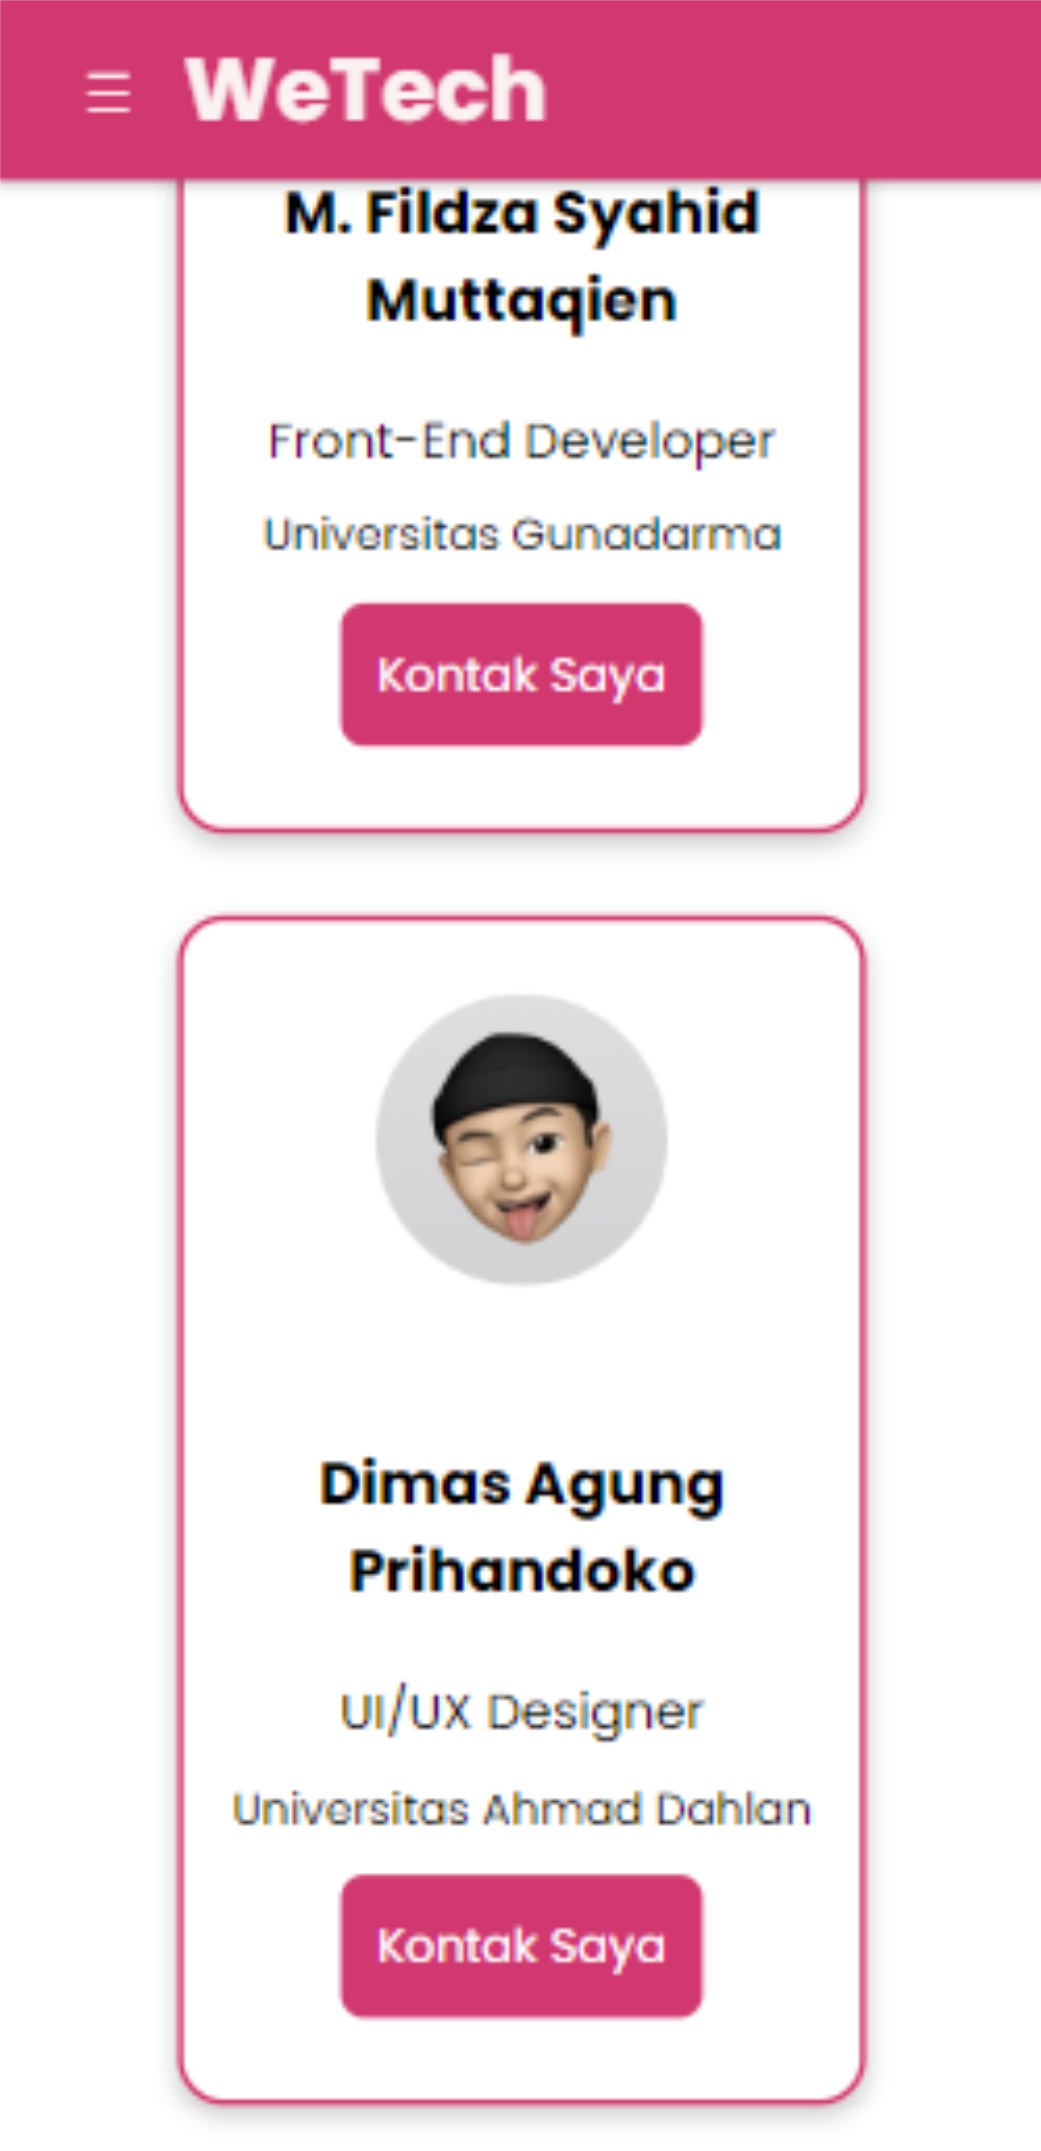 WeTech
M. Fildza Syahid
Muttaqien
Front-End Developer
Universitas Gunadarma
Kontak Saya
Dimas Agung
Prihandoko
UI/UX Designer
Universitas Ahmad Dahlan
Kontak Saya